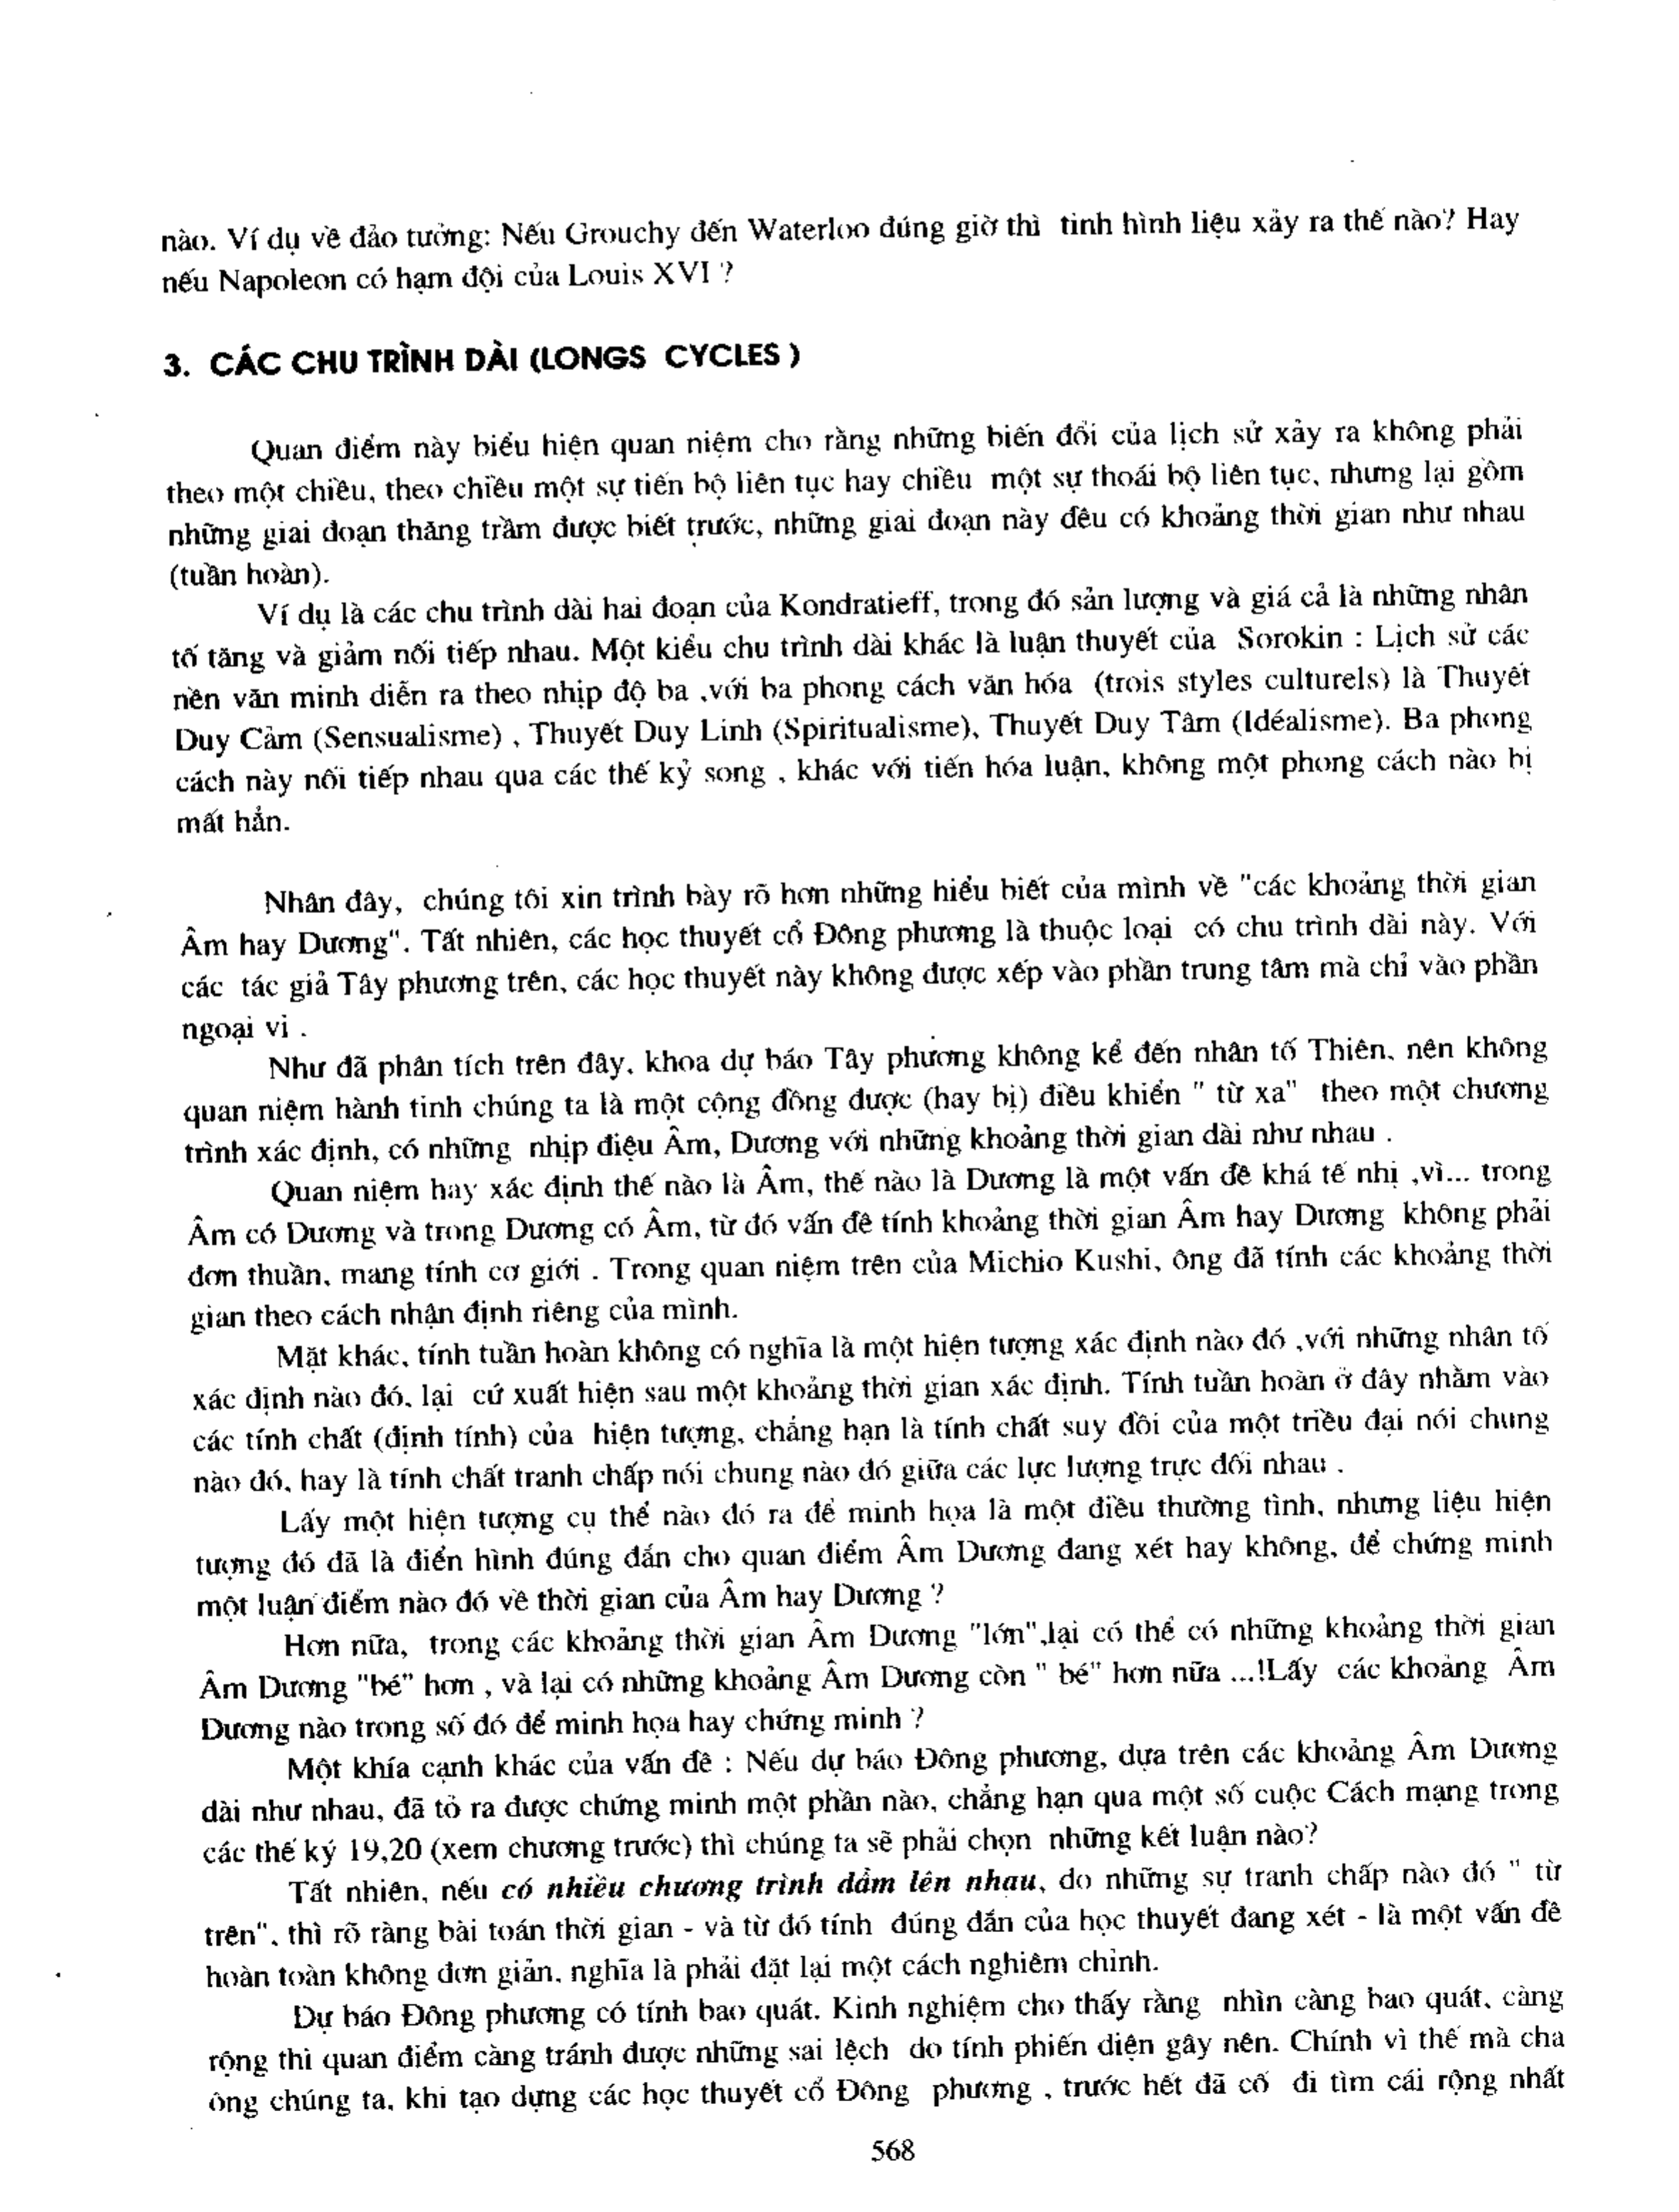 nào. Ví dụ về đảo tưởng: Nếu Grouchy đến Waterloo đúng giờ thì tình hình liệu xảy ra thế nào? Hay
nếu Napoleon có hạm đội của Louis XVI ?
3. CÁC CHU TRÌNH DÀI (LONGS CYCLES )
Quan điểm này biểu hiện quan niệm cho rằng những biến đổi của lịch sử xảy ra không phải
theo một chiều, theo chiều một sự tiến bộ liên tục hay chiều một sự thoái bộ liên tục, nhưng lại gồm
những giai đoạn thăng trầm được biết trước, những giai đoạn này đều có khoảng thời gian như nhau
(tuần hoàn).
Ví dụ là các chu trình dài hai đoạn của Kondratieff, trong đó sản lượng và giá cả là những nhân
tố tăng và giảm nối tiếp nhau. Một kiểu chu trình dài khác là luận thuyết của Sorokin : Lịch sử các
nền văn minh diễn ra theo nhịp độ ba ,với ba phong cách văn hóa (trois styles culturels) là Thuyết
Duy Cảm (Sensualisme) , Thuyết Duy Linh (Spiritualisme), Thuyết Duy Tâm (Idéalisme). Ba phong
cách này nối tiếp nhau qua các thế kỷ song , khác với tiến hóa luận, không một phong cách nào bị
mất hẳn.
Nhân đây, chúng tôi xin trình bày rõ hơn những hiểu biết của mình về "các khoảng thời gian
Âm hay Dương". Tất nhiên, các học thuyết cổ Đông phương là thuộc loại có chu trình dài này. Với
các tác giả Tây phương trên, các học thuyết này không được xếp vào phần trung tâm mà chỉ vào phần
ngoại vi .
Như đã phân tích trên đây, khoa dự báo Tây phương không kể đến nhân tố Thiên, nên không
quan niệm hành tinh chúng ta là một cộng đồng được (hay bị) điều khiển " từ xa" theo một chương
trình xác định, có những nhịp điệu Âm, Dương với những khoảng thời gian dài như nhau .
Quan niệm hay xác định thế nào là Âm, thế nào là Dương là một vấn đề khá tế nhị ,vì... trong
Âm có Dương và trong Dương có Âm, từ đó vấn đề tính khoảng thời gian Âm hay Dương không phải
đơn thuần, mang tính cơ giới . Trong quan niệm trên của Michio Kushi, ông đã tính các khoảng thời
gian theo cách nhận định riêng của mình.
Mặt khác, tính tuần hoàn không có nghĩa là một hiện tượng xác định nào đó ,với những nhân tố
xác định nào đó, lại cứ xuất hiện sau một khoảng thời gian xác định. Tính tuần hoàn ở đây nhằm vào
các tính chất (định tính) của hiện tượng, chẳng hạn là tính chất suy đồi của một triều đại nói chung
nào đó, hay là tính chất tranh chấp nói chung nào đó giữa các lực lượng trực đối nhau .
Lấy một hiện tượng cụ thể nào đó ra để minh họa là một điều thường tình, nhưng liệu hiện
tượng đó đã là điển hình đúng đắn cho quan điểm Âm Dương đang xét hay không, để chứng minh
một luận điểm nào đó về thời gian của Âm hay Dương ?
Hơn nữa, trong các khoảng thời gian Âm Dương "lớn",lại có thể có những khoảng thời gian
Âm Dương "bé" hơn , và lại có những khoảng Âm Dương còn " bé" hơn nữa ...!Lấy các khoảng Âm
Dương nào trong số đó để minh họa hay chứng minh ?
Một khía cạnh khác của vấn đề : Nếu dự báo Đông phương, dựa trên các khoảng Âm Dương
dài như nhau, đã tỏ ra được chứng minh một phần nào, chẳng hạn qua một số cuộc Cách mạng trong
các thế kỷ 19,20 (xem chương trước) thì chúng ta sẽ phải chọn những kết luận nào?
Tất nhiên, nếu có nhiều chương trình dẫm lên nhau, do những sự tranh chấp nào đó " từ
trên", thì rõ ràng bài toán thời gian - và từ đó tính đúng đắn của học thuyết đang xét - là một vấn đề
hoàn toàn không đơn giản, nghĩa là phải đặt lại một cách nghiêm chỉnh.
Dự báo Đông phương có tính bao quát. Kinh nghiệm cho thấy rằng nhìn càng bao quát, càng
rộng thì quan điểm càng tránh được những sai lệch do tính phiến diện gây nên. Chính vì thế mà cha
ông chúng ta, khi tạo dựng các học thuyết cổ Đông phương , trước hết đã cố đi tìm cái rộng nhất
568